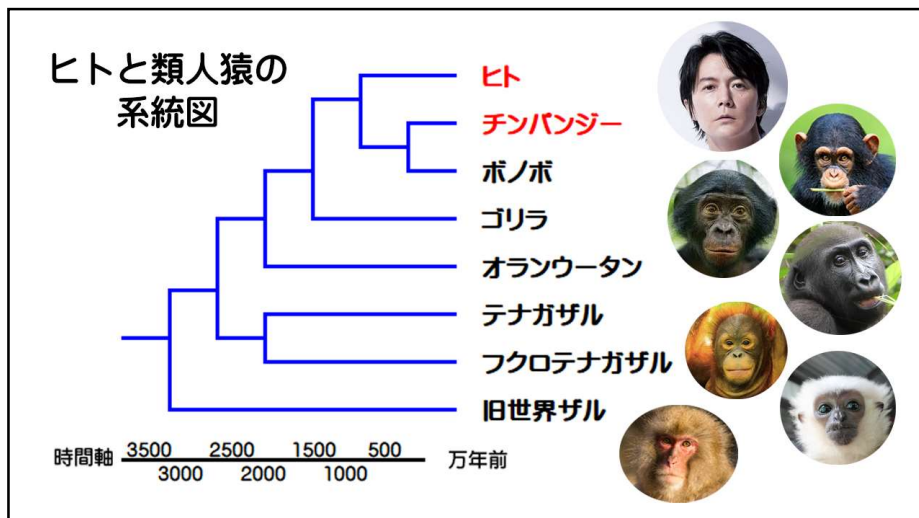 ヒトと類人猿の
系統図
ヒト
チンパンジー
ボノボ
ゴリラ
オランウータン
テナガザル
フクロテナガザル
旧世界ザル
時間軸 3500 2500 1500 500 万年前
3000 2000 1000